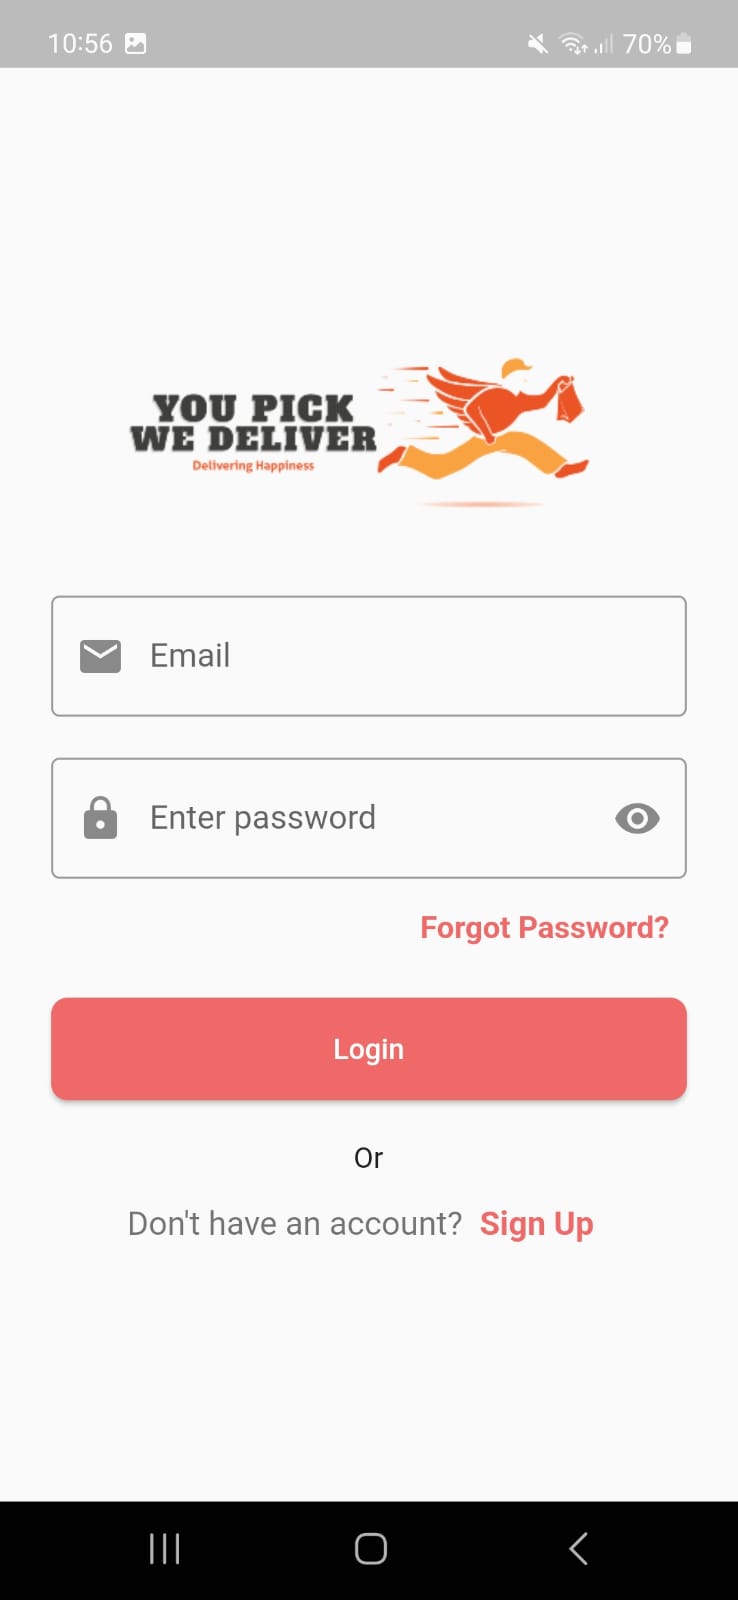 10:56 70%
YOU PICK
WE DELIVER
Delivering Happiness
Email
Enter password
Forgot Password?
Login
Or
Don't have an account? Sign Up